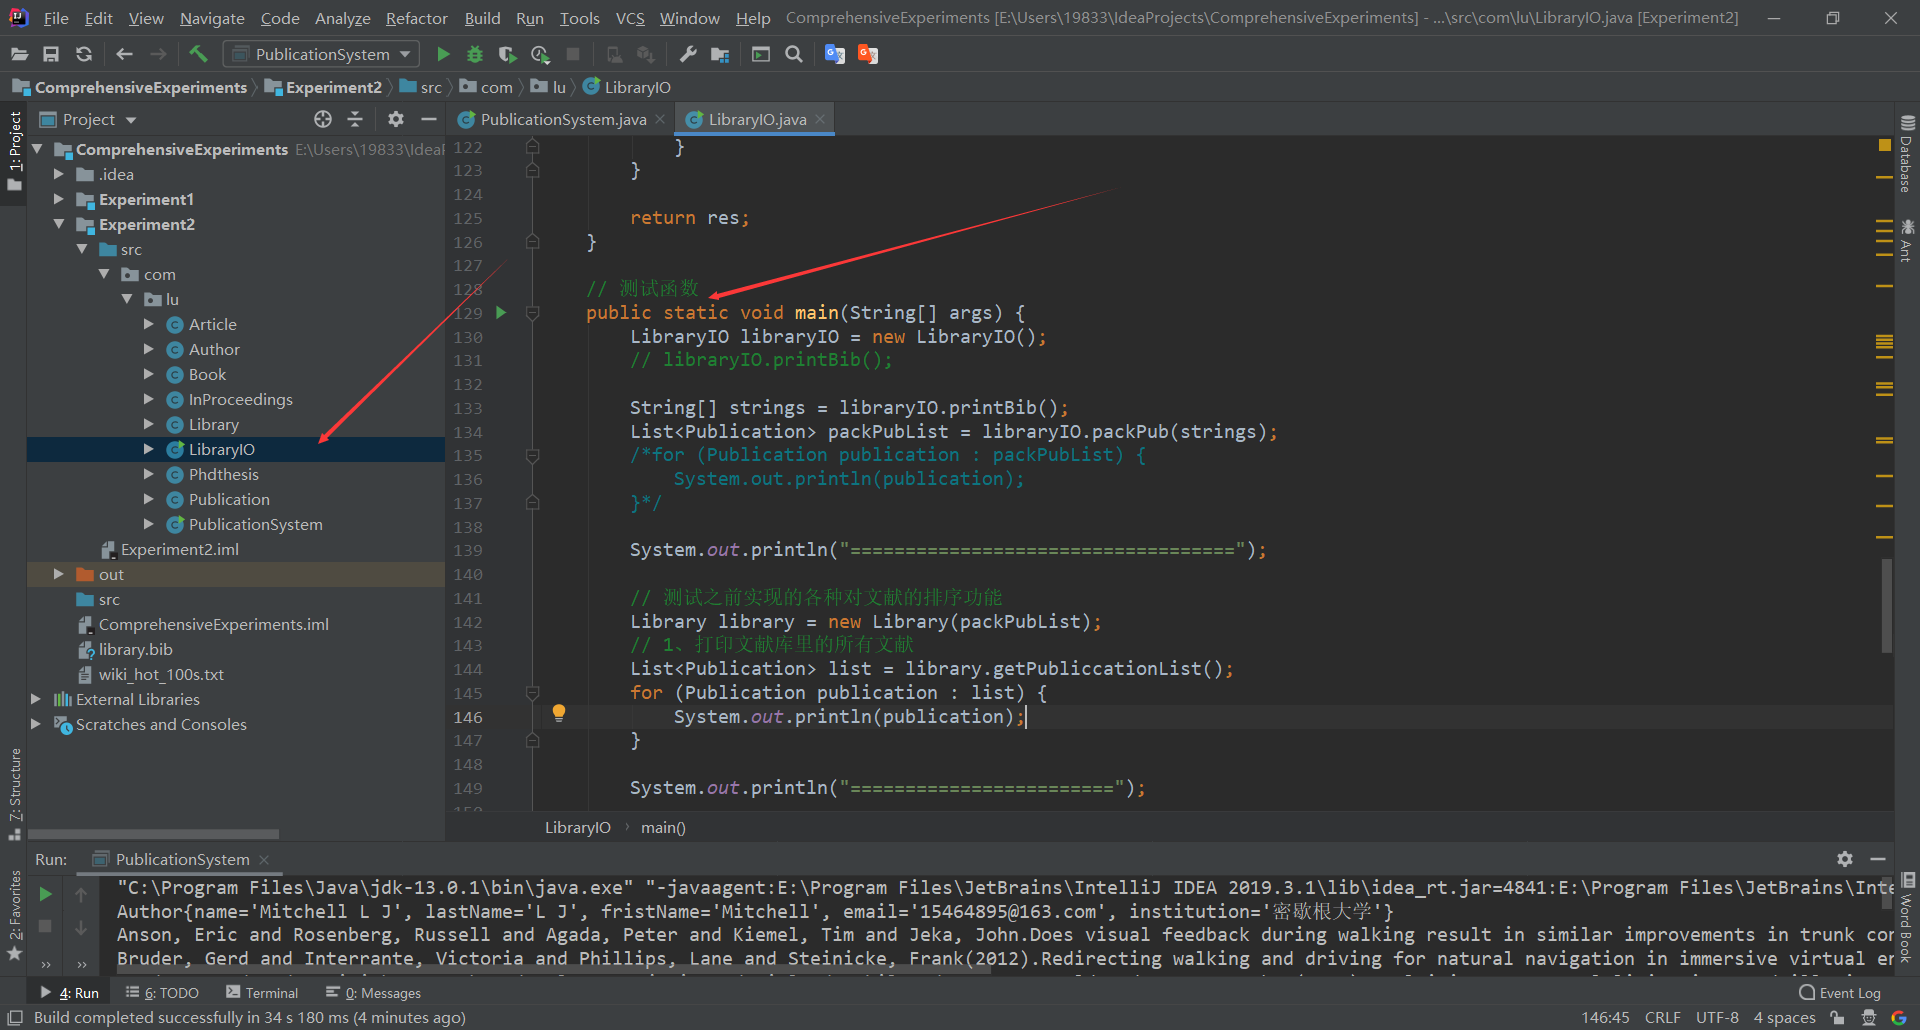 File Edit View Navigate Code Analyze Refactor Build Run Tools VCS Window Help ComprehensiveExperiments [E:\Users\19833\IdeaProjects\ComprehensiveExperiments] - ...\src\com\lu\LibraryIO.java [Experiment2]
PublicationSystem
ComprehensiveExperiments Experiment2 src com lu LibraryIO
Project
PublicationSystem.java LibraryIO.java
1: Project
7: Structure
2: Favorites
ComprehensiveExperiments E:\Users\19833\IdeaF
.idea
Experiment1
Experiment2
src
com
lu
Article
Author
Book
InProceedings
Library
LibraryIO
Phdthesis
Publication
PublicationSystem
Experiment2.iml
out
src
ComprehensiveExperiments.iml
library.bib
wiki_hot_100s.txt
External Libraries
Scratches and Consoles
122 }
123 }
124
125 return res;
126 }
127
128 // 测试函数
129 public static void main(String[] args) {
130 LibraryIO libraryIO = new LibraryIO();
131 // libraryIO.printBib();
132
133 String[] strings = libraryIO.printBib();
134 List<Publication> packPubList = libraryIO.packPub(strings);
135 /*for (Publication publication : packPubList) {
136 System.out.println(publication);
137 }*/
138
139 System.out.println("===================================");
140
141 // 测试之前实现的各种对文献的排序功能
142 Library library = new Library(packPubList);
143 // 1、打印文献库里的所有文献
144 List<Publication> list = library.getPubliccationList();
145 for (Publication publication : list) {
146 System.out.println(publication);
147 }
148
149 System.out.println("========================");
LibraryIO main()
Database
Ant
Word Book
Run: PublicationSystem
"C:\Program Files\Java\jdk-13.0.1\bin\java.exe" "-javaagent:E:\Program Files\JetBrains\IntelliJ IDEA 2019.3.1\lib\idea_rt.jar=4841:E:\Program Files\JetBrains\Inte
Author{name='Mitchell L J', lastName='L J', fristName='Mitchell', email='15464895@163.com', institution='密歇根大学'}
Anson, Eric and Rosenberg, Russell and Agada, Peter and Kiemel, Tim and Jeka, John.Does visual feedback during walking result in similar improvements in trunk cor
Bruder, Gerd and Interrante, Victoria and Phillips, Lane and Steinicke, Frank(2012).Redirecting walking and driving for natural navigation in immersive virtual er
4: Run 6: TODO Terminal 0: Messages Event Log
Build completed successfully in 34 s 180 ms (4 minutes ago) 146:45 CRLF UTF-8 4 spaces